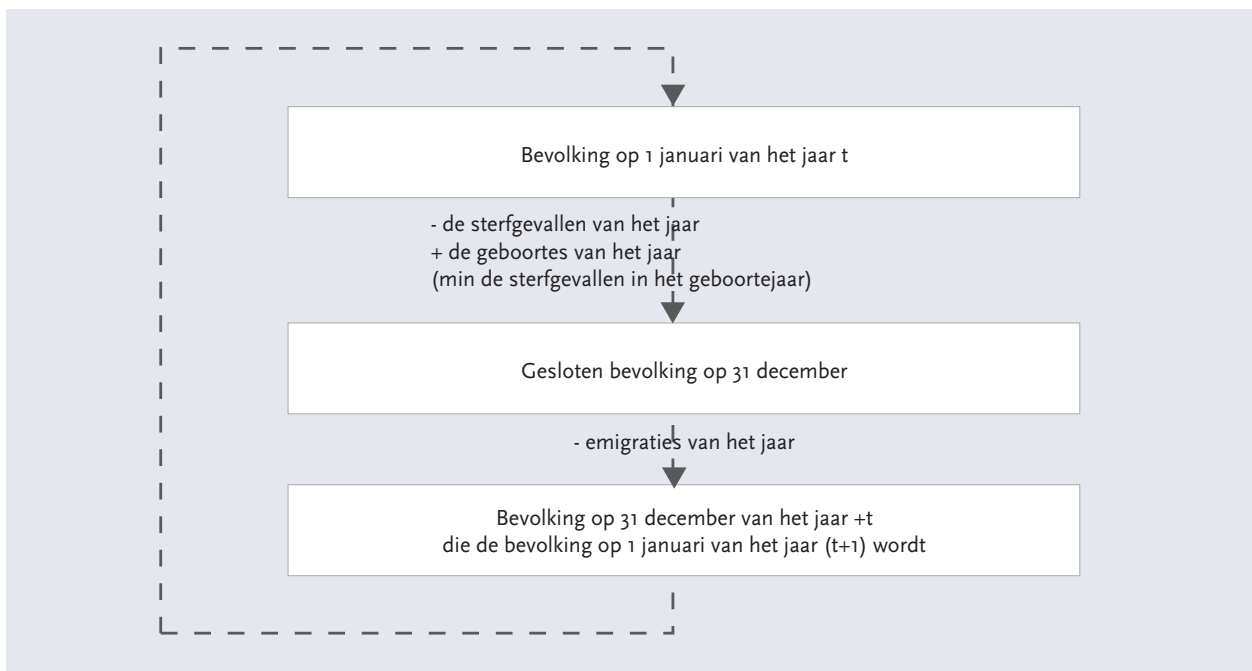 Bevolking op 1 januari van het jaar t
- de sterfgevallen van het jaar
+ de geboortes van het jaar
(min de sterfgevallen in het geboortejaar)
Gesloten bevolking op 31 december
- emigraties van het jaar
Bevolking op 31 december van het jaar +t
die de bevolking op 1 januari van het jaar (t+1) wordt